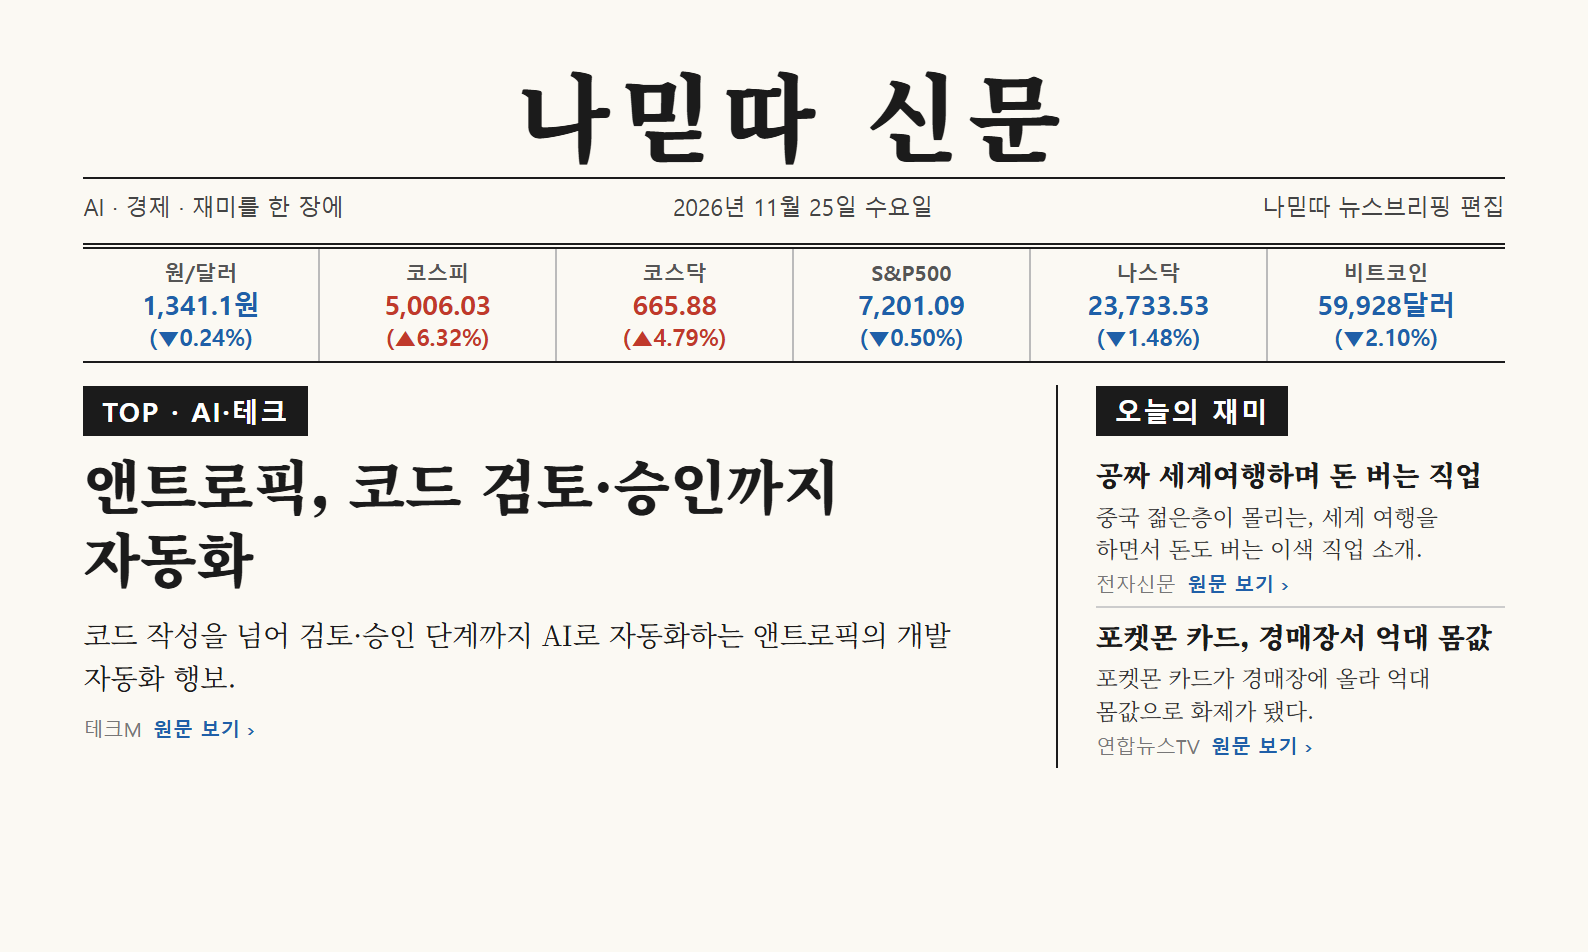 나믿따 신문
AI · 경제 · 재미를 한 장에
2026년 11월 25일 수요일
나믿따 뉴스브리핑 편집
원/달러
1,341.1원
(▼0.24%)
코스피
5,006.03
(▲6.32%)
코스닥
665.88
(▲4.79%)
S&P500
7,201.09
(▼0.50%)
나스닥
23,733.53
(▼1.48%)
비트코인
59,928달러
(▼2.10%)
TOP · AI·테크
앤트로픽, 코드 검토·승인까지
자동화
코드 작성을 넘어 검토·승인 단계까지 AI로 자동화하는 앤트로픽의 개발
자동화 행보.
테크M 원문 보기 ›
오늘의 재미
공짜 세계여행하며 돈 버는 직업
중국 젊은층이 몰리는, 세계 여행을
하면서 돈도 버는 이색 직업 소개.
전자신문 원문 보기 ›
포켓몬 카드, 경매장서 억대 몸값
포켓몬 카드가 경매장에 올라 억대
몸값으로 화제가 됐다.
연합뉴스TV 원문 보기 ›